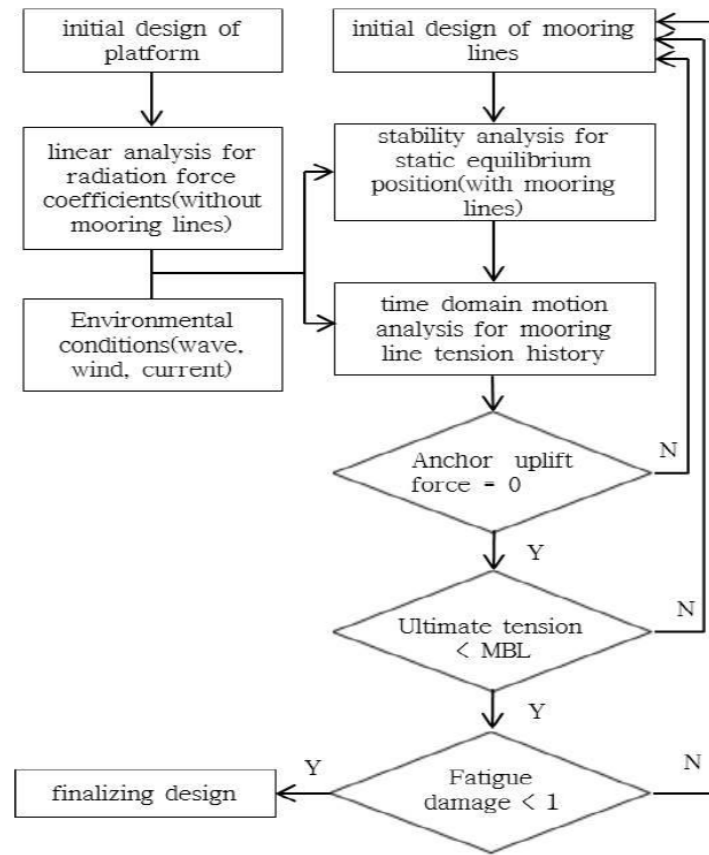 initial design of
platform
initial design of mooring
lines
linear analysis for
radiation force
coefficients(without
mooring lines)
stability analysis for
static equilibrium
position(with mooring
lines)
Environmental
conditions(wave,
wind, current)
time domain motion
analysis for mooring
line tension history
Anchor uplift
force = 0
N
Y
Ultimate tension
< MBL
N
Y
Fatigue
damage < 1
N
Y
finalizing design